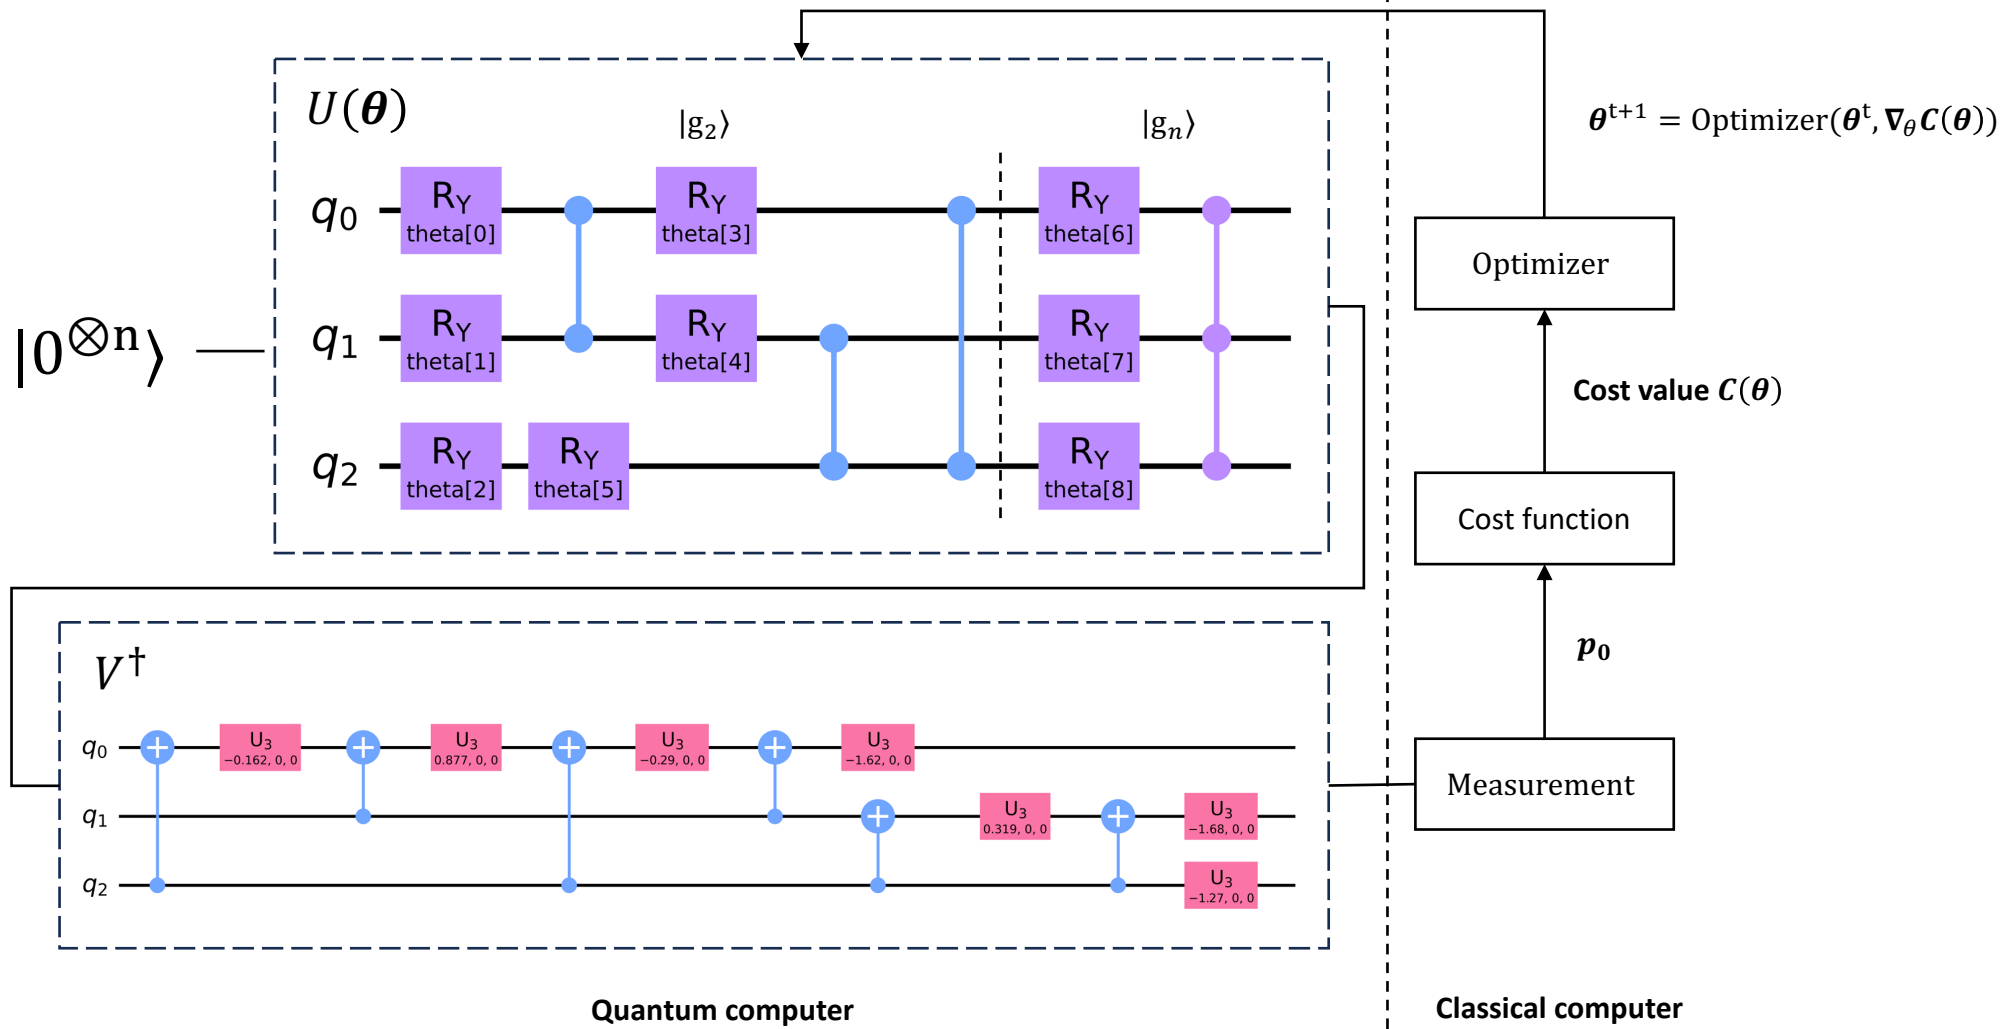 U(θ)
|g₂⟩
|gₙ⟩
θᵗ⁺¹ = Optimizer(θᵗ, ∇_θ C(θ))
q₀
R_Y
theta[0]
R_Y
theta[3]
R_Y
theta[6]
Optimizer
|0^⊗n⟩
q₁
R_Y
theta[1]
R_Y
theta[4]
R_Y
theta[7]
Cost value C(θ)
q₂
R_Y
theta[2]
R_Y
theta[5]
R_Y
theta[8]
Cost function
p₀
V†
q₀
U₃
−0.162, 0, 0
U₃
0.877, 0, 0
U₃
−0.29, 0, 0
U₃
−1.62, 0, 0
Measurement
q₁
U₃
0.319, 0, 0
U₃
−1.68, 0, 0
q₂
U₃
−1.27, 0, 0
Quantum computer
Classical computer